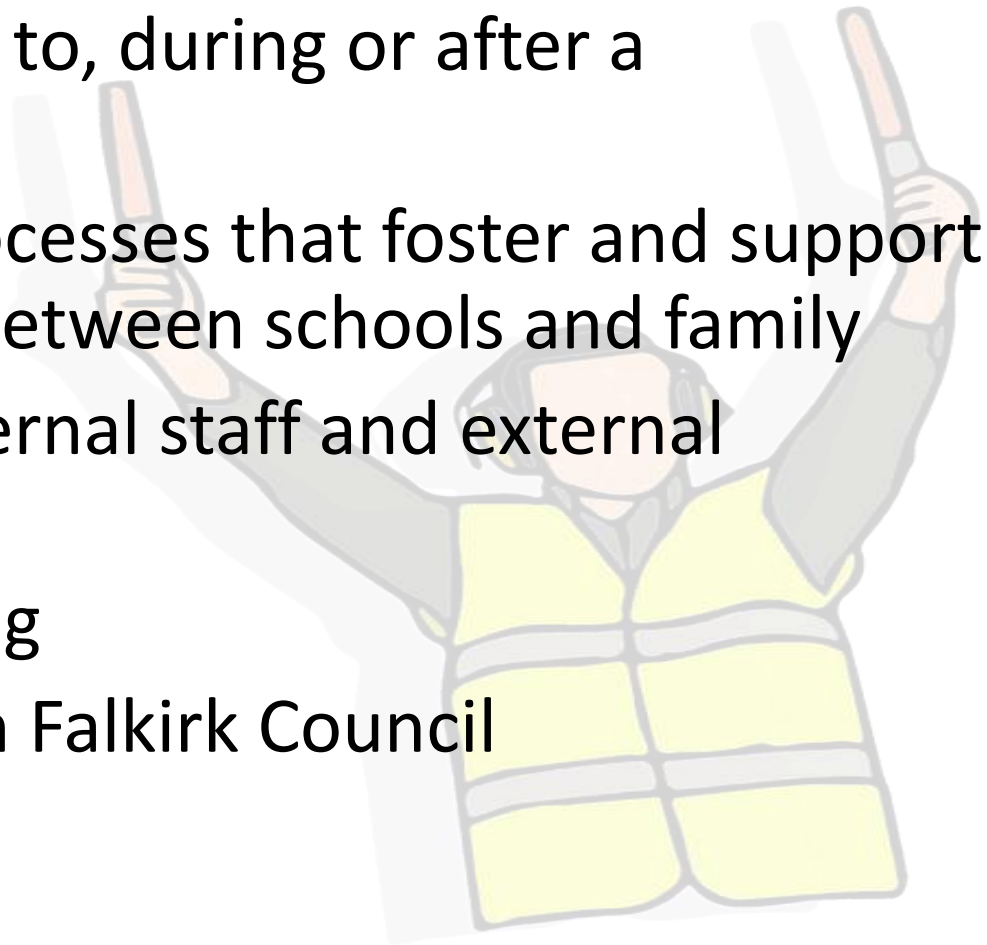 to, during or after a
cesses that foster and support
etween schools and family
ernal staff and external
g
Falkirk Council